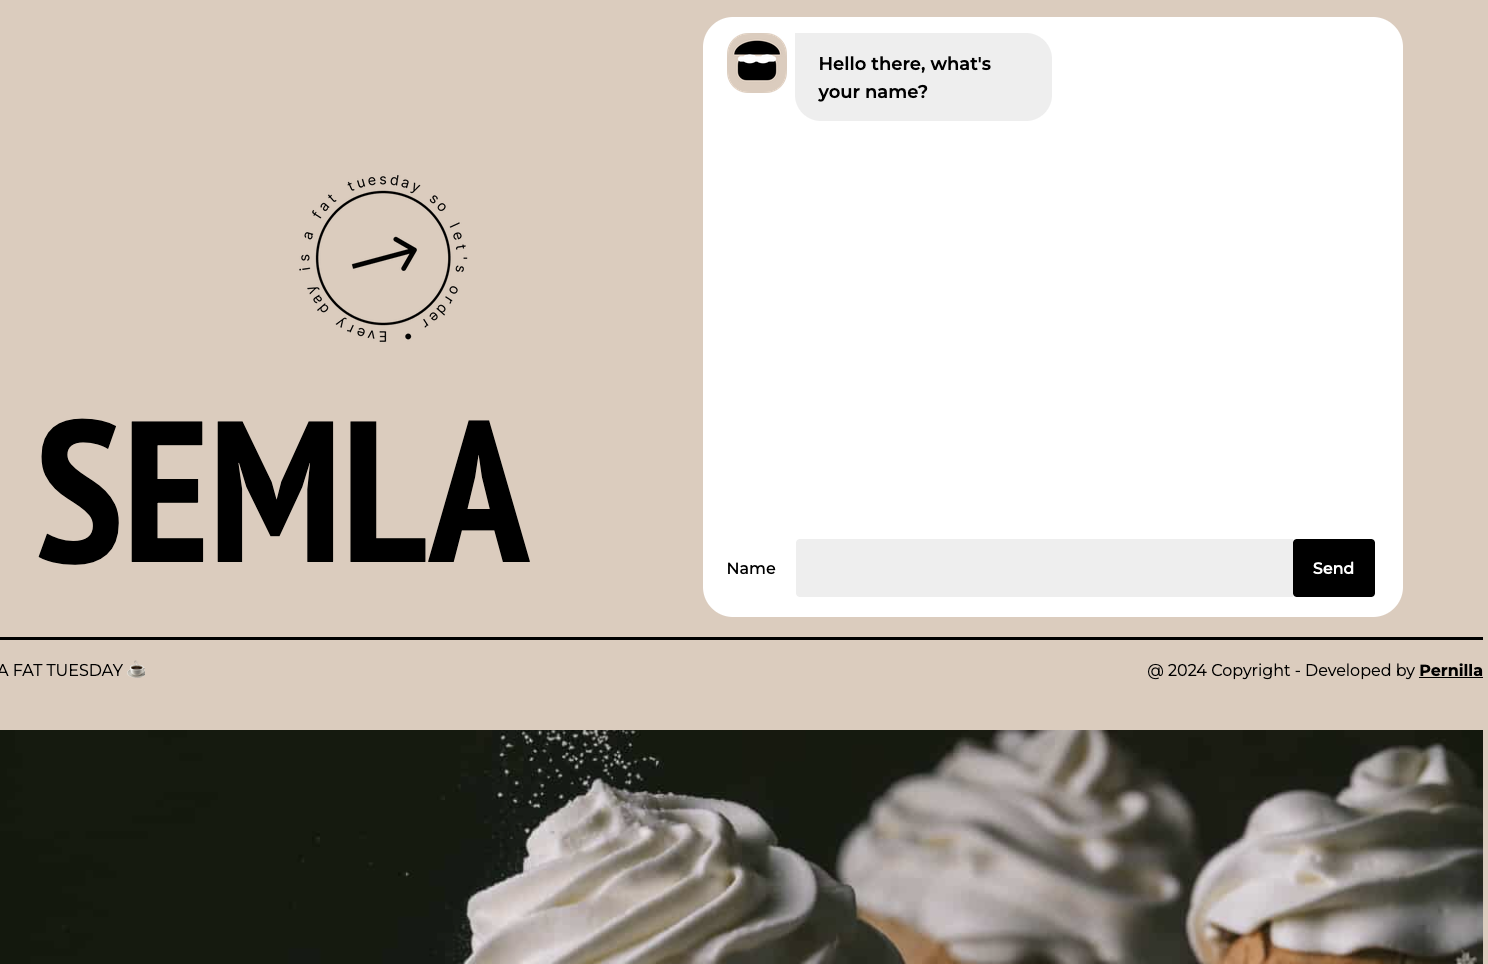 Every day is a fat tuesday so let's order •
SEMLA
Hello there, what's
your name?
Name
Send
A FAT TUESDAY ☕
@ 2024 Copyright - Developed by Pernilla